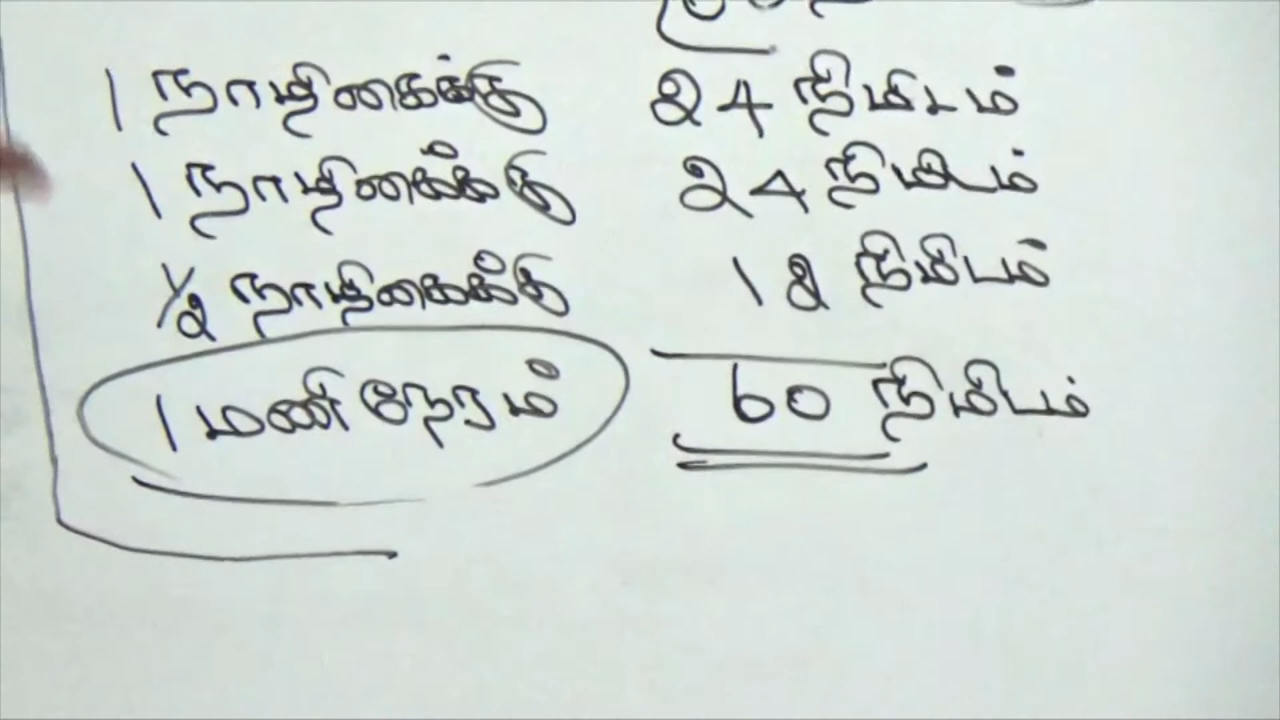 1 நாழிகைக்கு 24 நிமிடம்
1 நாழிகைக்கு 24 நிமிடம்
1/2 நாழிகைக்கு 12 நிமிடம்
1 மணி நேரம் 60 நிமிடம்